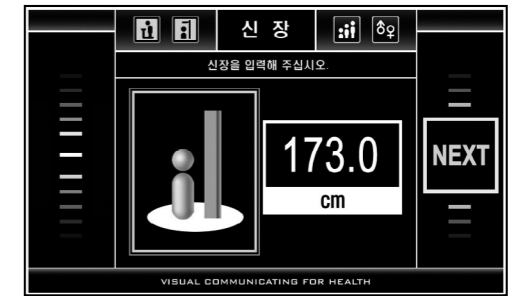 신 장
신장을 입력해 주십시오.
173.0
cm
NEXT
VISUAL COMMUNICATING FOR HEALTH